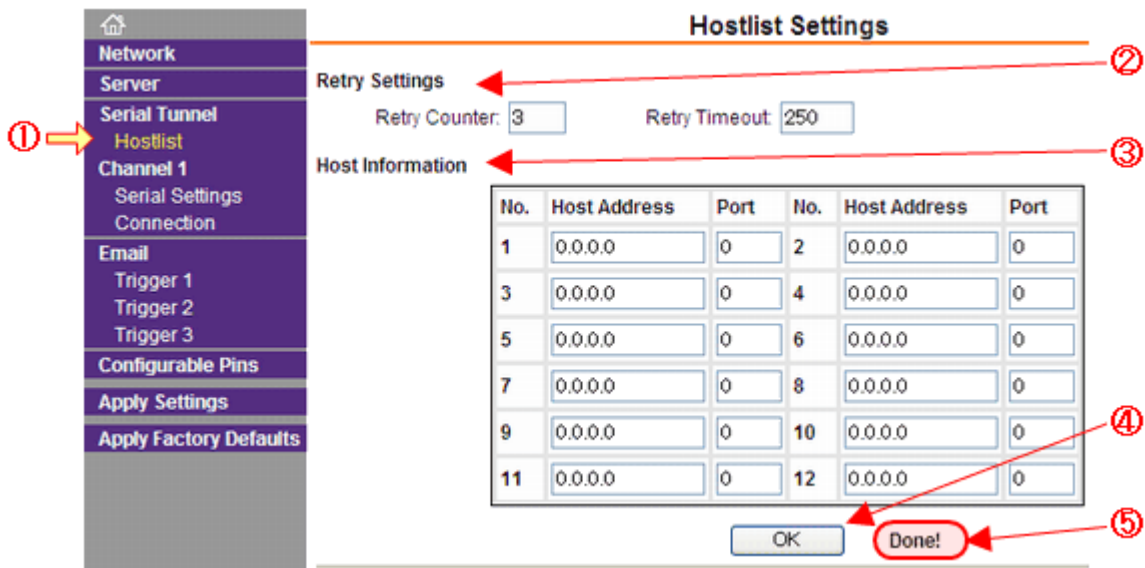 Hostlist Settings
Network
Server
Serial Tunnel
Hostlist
Channel 1
Serial Settings
Connection
Email
Trigger 1
Trigger 2
Trigger 3
Configurable Pins
Apply Settings
Apply Factory Defaults
①
②
Retry Settings
Retry Counter: 3 Retry Timeout: 250
③
Host Information
No. Host Address Port No. Host Address Port
1 0.0.0.0 0 2 0.0.0.0 0
3 0.0.0.0 0 4 0.0.0.0 0
5 0.0.0.0 0 6 0.0.0.0 0
7 0.0.0.0 0 8 0.0.0.0 0
9 0.0.0.0 0 10 0.0.0.0 0
11 0.0.0.0 0 12 0.0.0.0 0
④
OK Done!
⑤